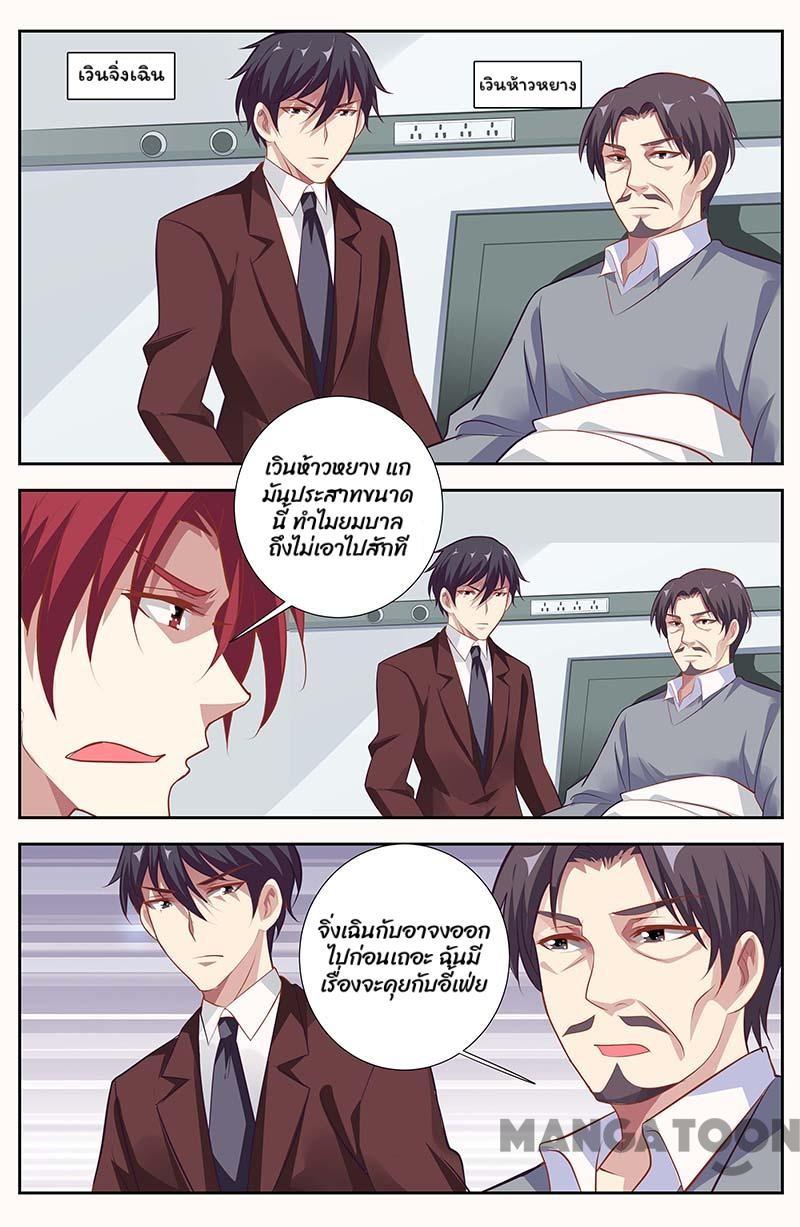 เวินจิ่งเฉิน
เวินห้าวหยาง
เวินห้าวหยาง แก
มันประสาทขนาด
นี้ ทำไมยมบาล
ถึงไม่เอาไปสักที
จิ่งเฉินกับอาจงออก
ไปก่อนเถอะ ฉันมี
เรื่องจะคุยกับอี้เฟย
MANGATOON